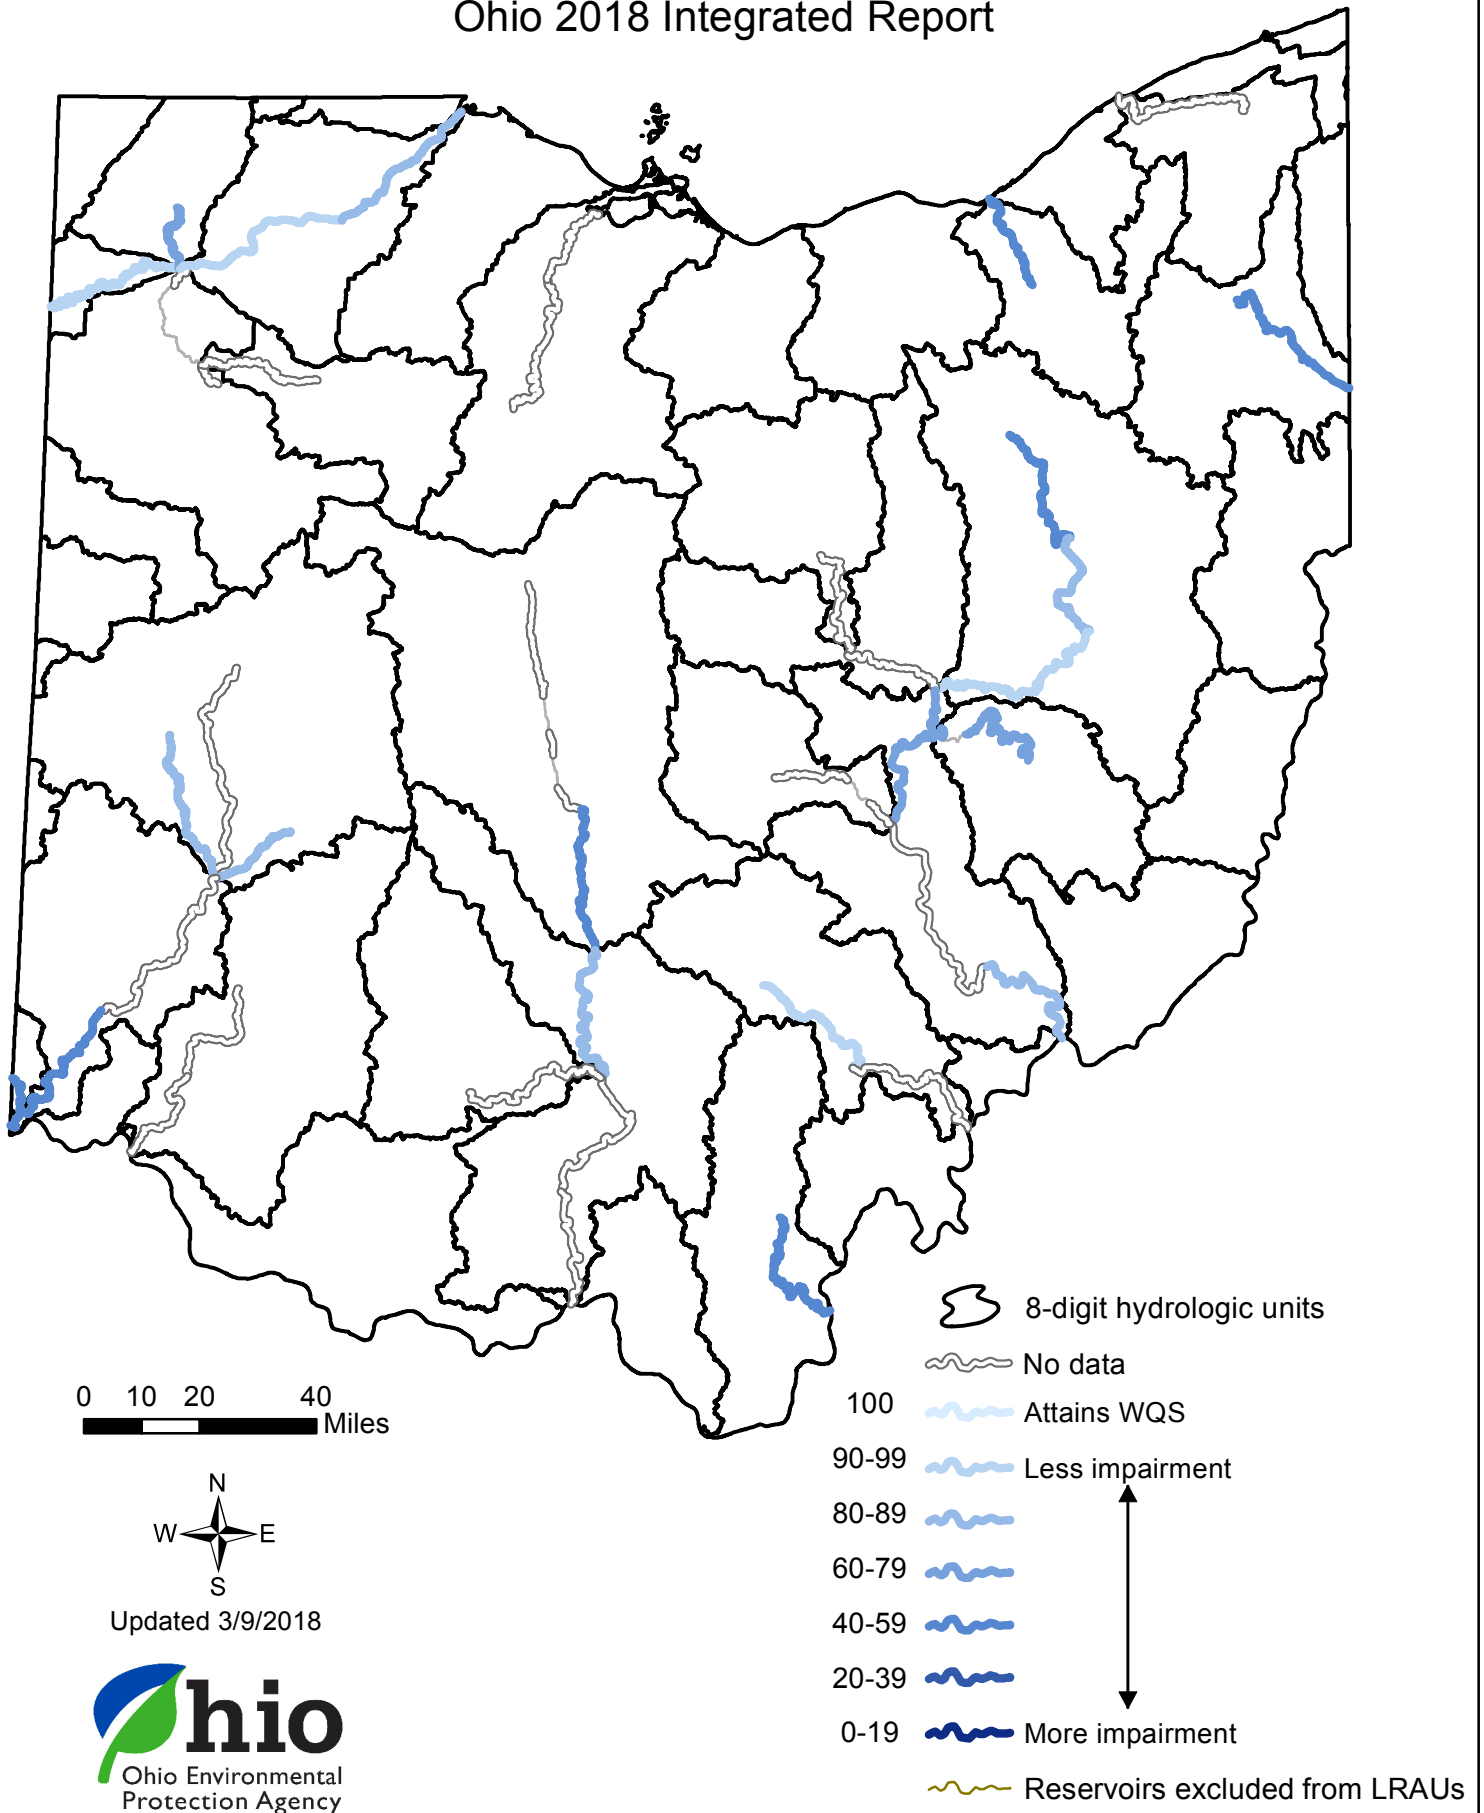 Ohio 2018 Integrated Report
8-digit hydrologic units
No data
100 Attains WQS
90-99 Less impairment
80-89
60-79
40-59
20-39
0-19 More impairment
Reservoirs excluded from LRAUs
0 10 20 40
Miles
N
W E
S
Updated 3/9/2018
Ohio
Ohio Environmental
Protection Agency